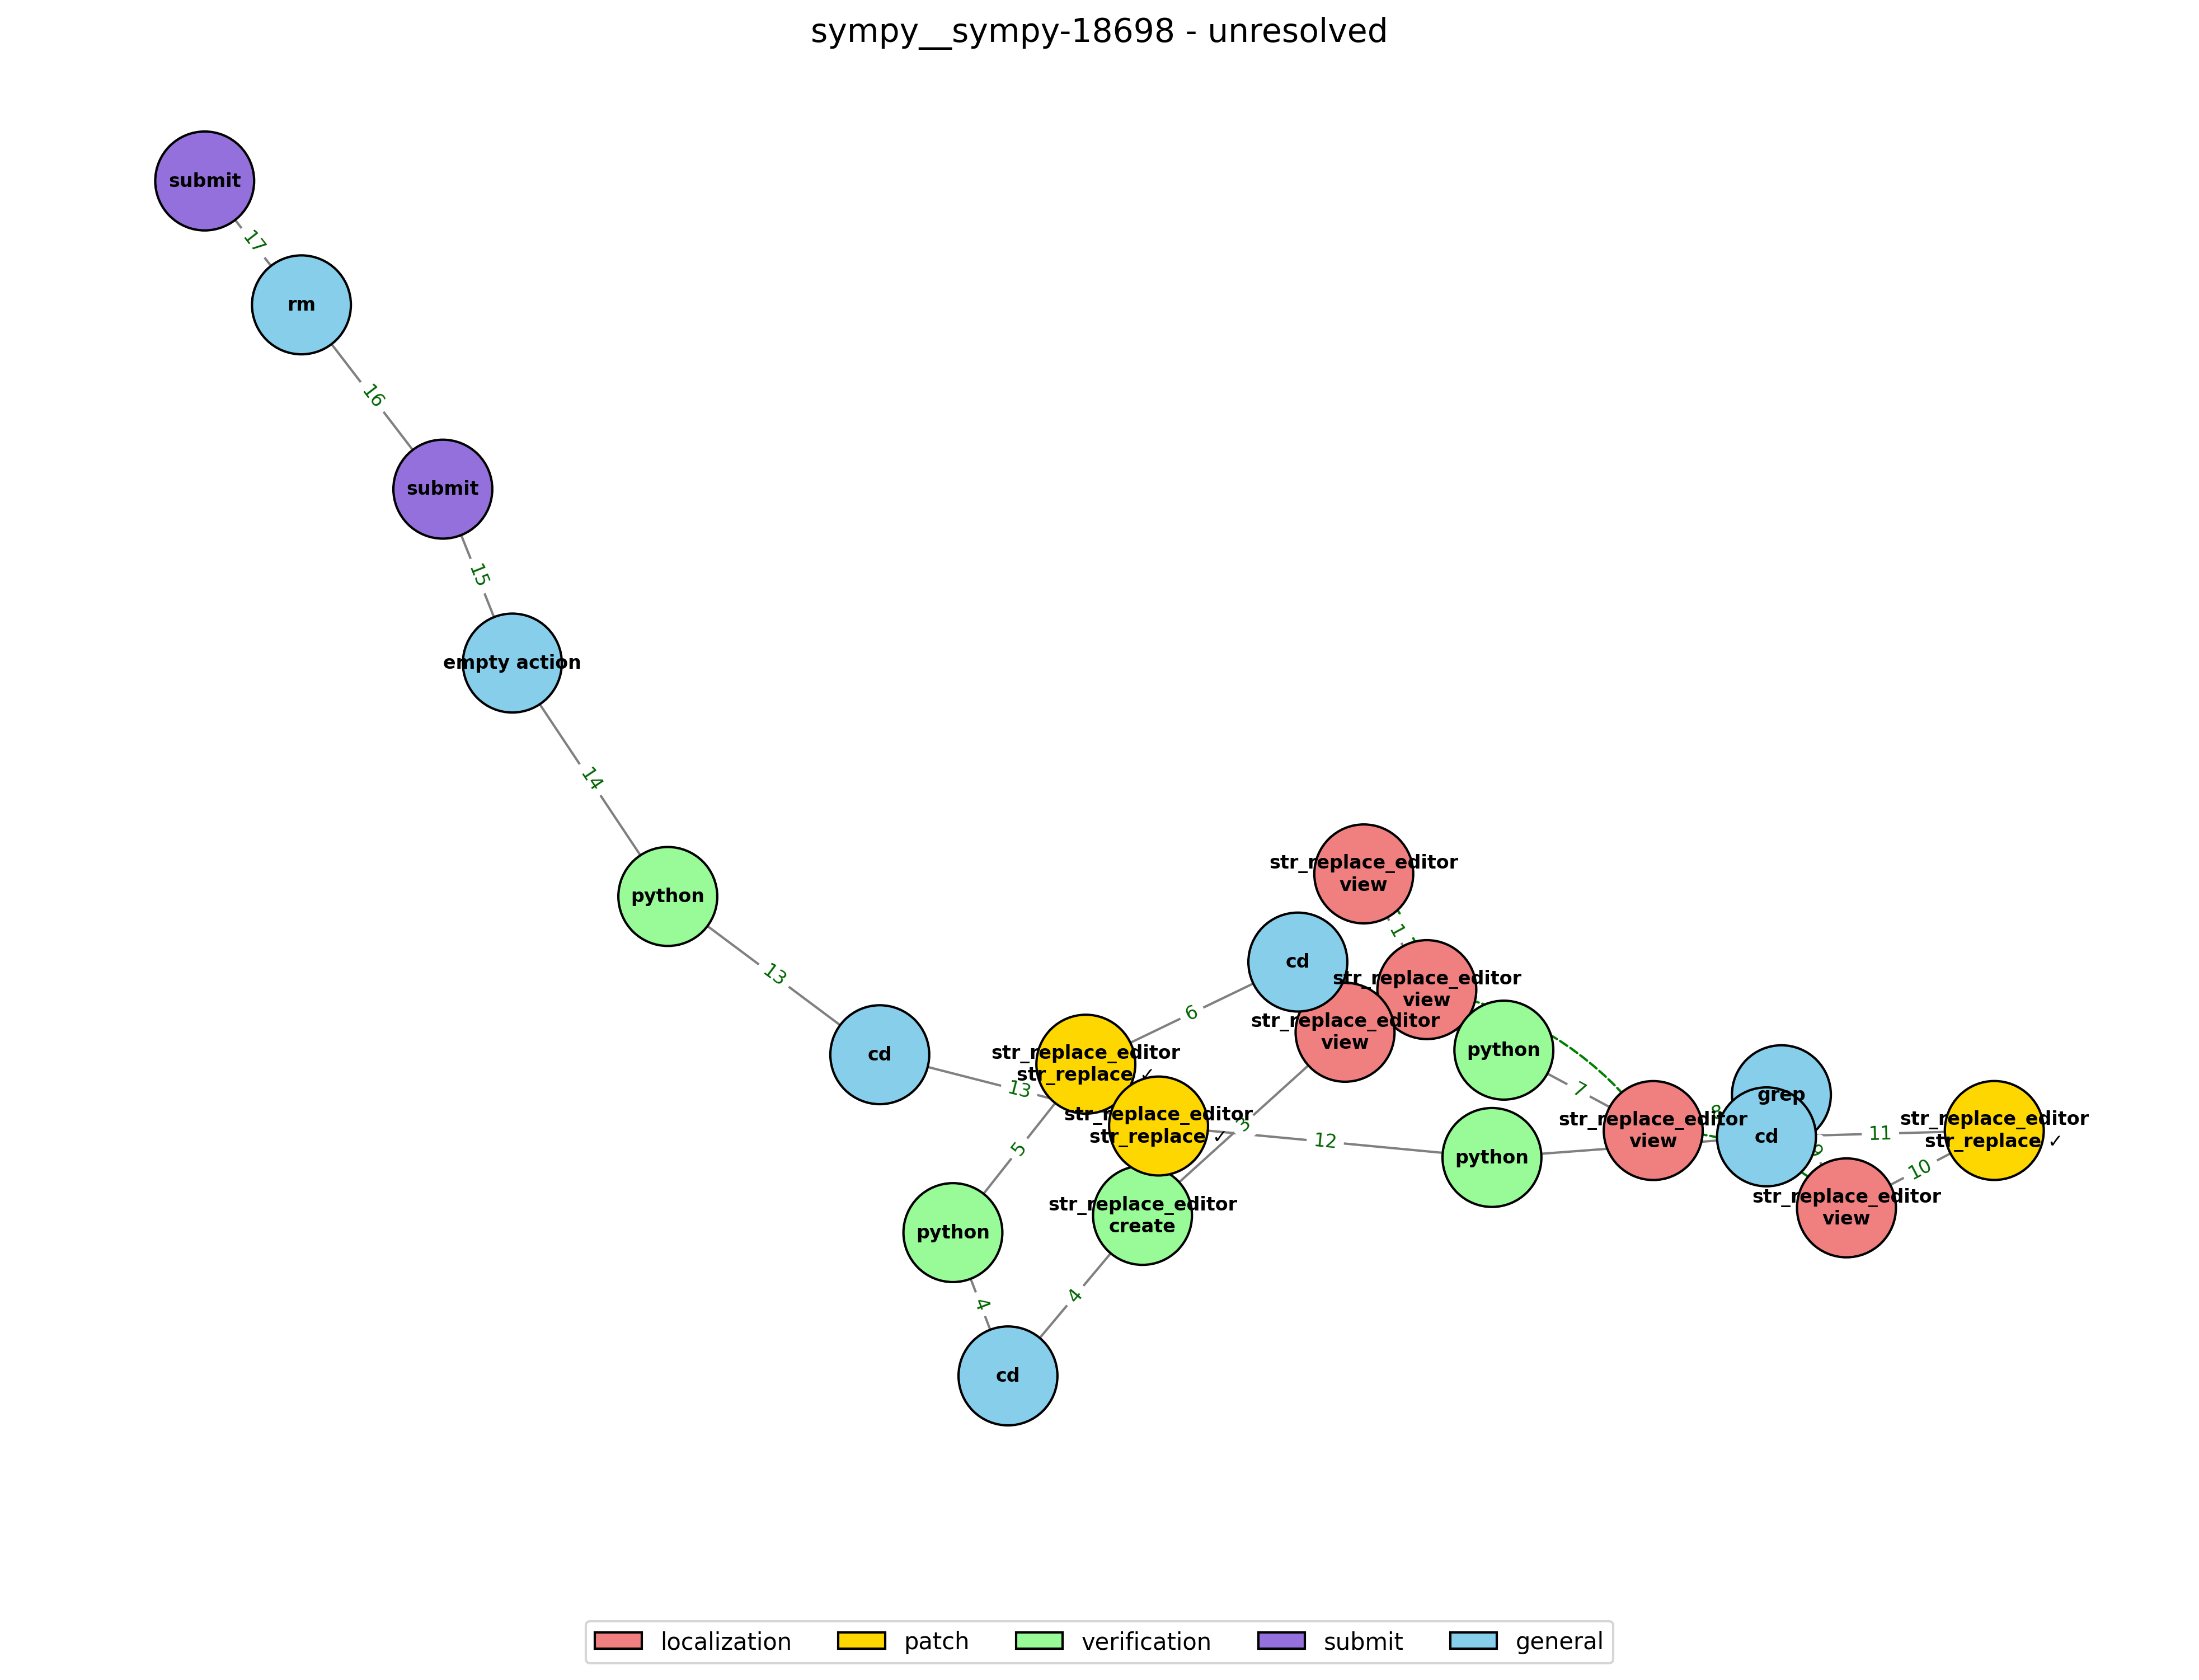 sympy__sympy-18698 - unresolved
submit
17
rm
16
submit
15
empty action
14
python
13
cd
13
str_replace_editor
view
1
cd
6
str_replace_editor
view
str_replace_editor
view
python
7
str_replace_editor
str_replace ✓
5
str_replace_editor
str_replace ✓
3
12
python
str_replace_editor
view
8
grep
cd
9
11
str_replace_editor
str_replace ✓
10
str_replace_editor
view
str_replace_editor
create
python
4
4
cd
localization
patch
verification
submit
general